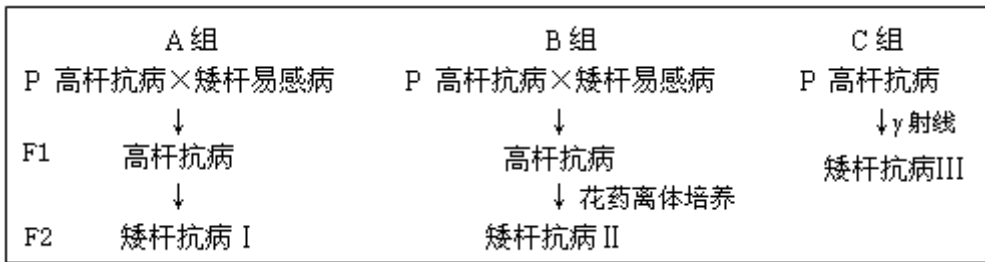 A组 B组 C组
P 高杆抗病×矮杆易感病 P 高杆抗病×矮杆易感病 P 高杆抗病
↓ ↓ ↓γ射线
F1 高杆抗病 高杆抗病 矮杆抗病III
↓ ↓ 花药离体培养
F2 矮杆抗病Ⅰ 矮杆抗病Ⅱ